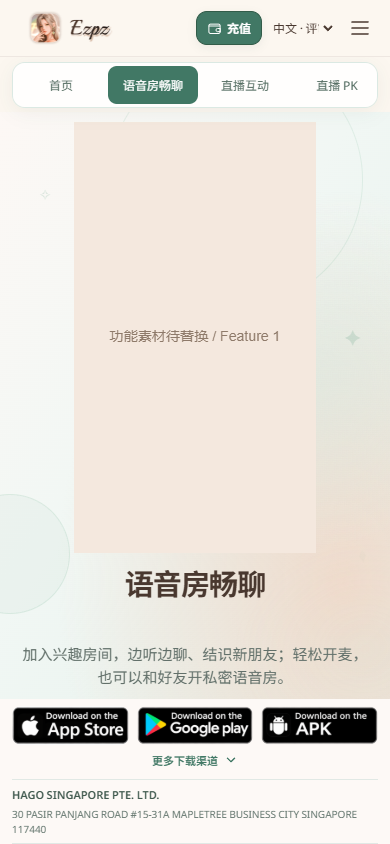 Ezpz
充值
中文 · 评
首页
语音房畅聊
直播互动
直播 PK
功能素材待替换 / Feature 1
语音房畅聊
加入兴趣房间，边听边聊、结识新朋友；轻松开麦，
也可以和好友开私密语音房。
Download on the
App Store
Download on the
Google play
Download on the
APK
更多下载渠道
HAGO SINGAPORE PTE. LTD.
30 PASIR PANJANG ROAD #15-31A MAPLETREE BUSINESS CITY SINGAPORE
117440